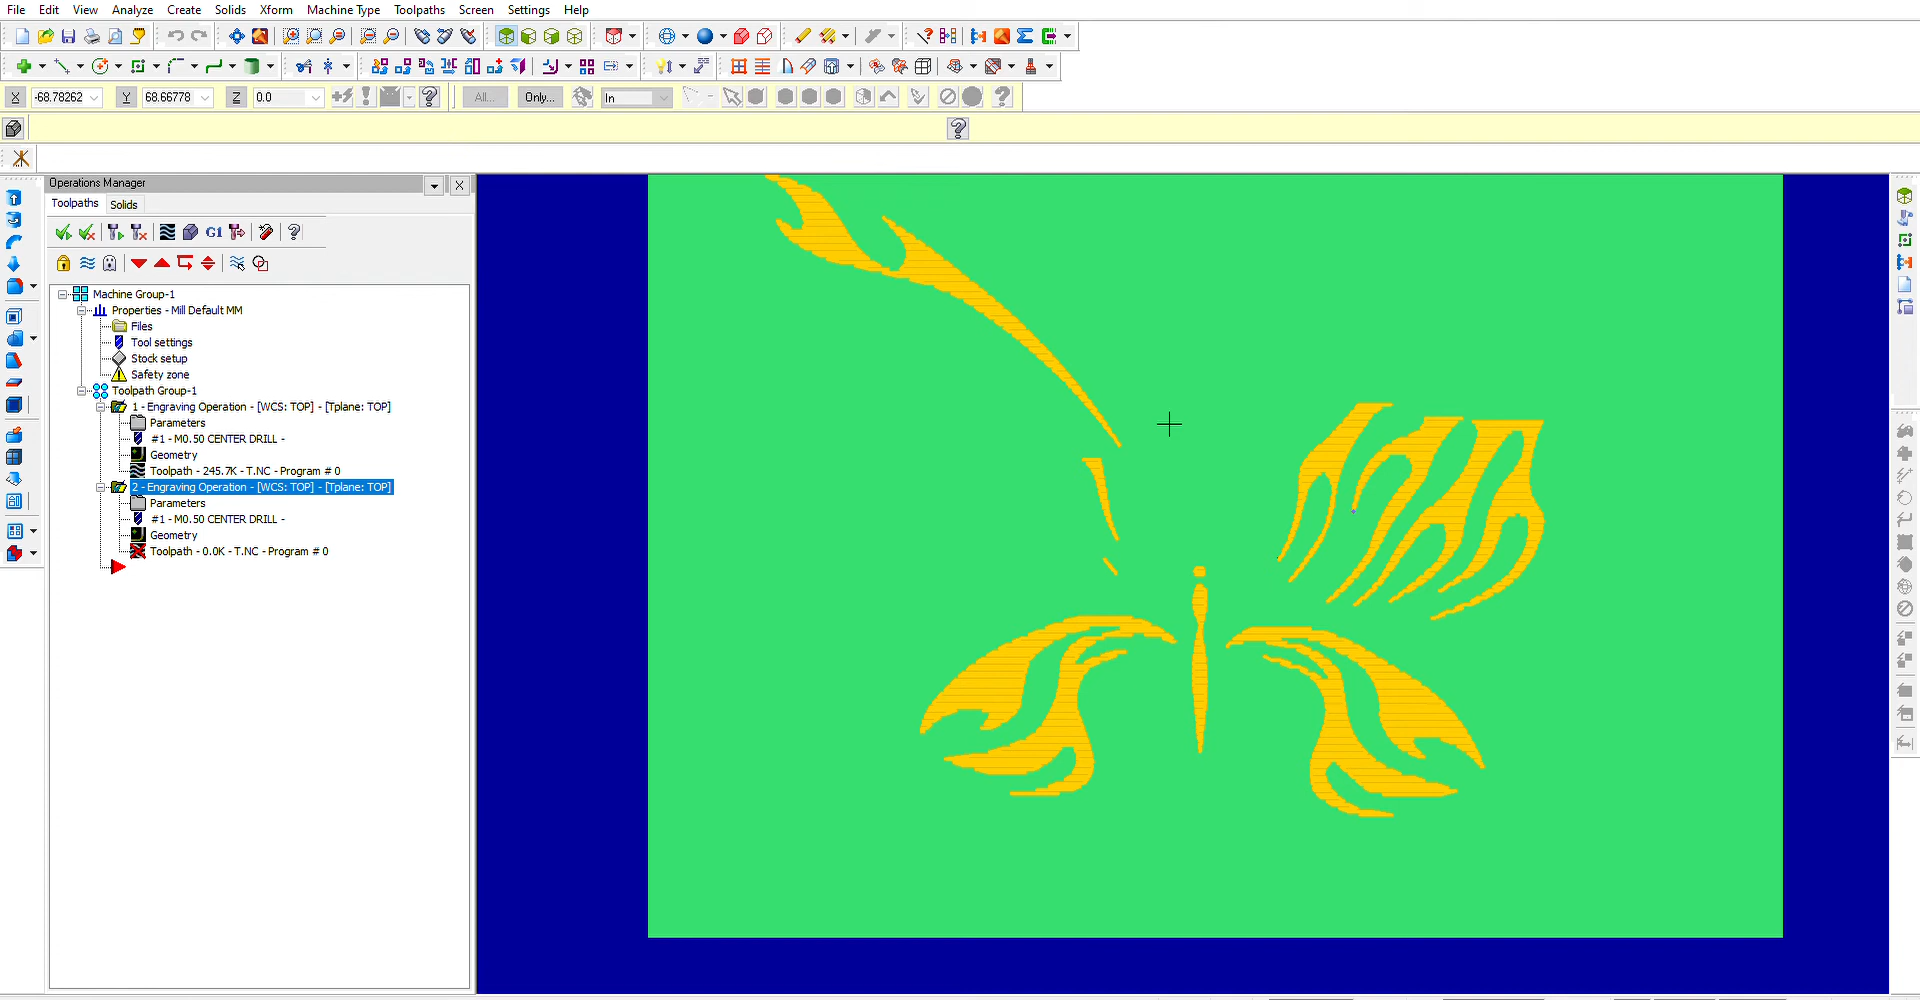 File Edit View Analyze Create Solids Xform Machine Type Toolpaths Screen Settings Help
G1
X -68.78262 Y 68.66778 Z 0.0 All... Only... In
Operations Manager
Toolpaths Solids
G1
Machine Group-1
Properties - Mill Default MM
Files
Tool settings
Stock setup
Safety zone
Toolpath Group-1
1 - Engraving Operation - [WCS: TOP] - [Tplane: TOP]
Parameters
#1 - M0.50 CENTER DRILL -
Geometry
Toolpath - 245.7K - T.NC - Program # 0
2 - Engraving Operation - [WCS: TOP] - [Tplane: TOP]
Parameters
#1 - M0.50 CENTER DRILL -
Geometry
Toolpath - 0.0K - T.NC - Program # 0